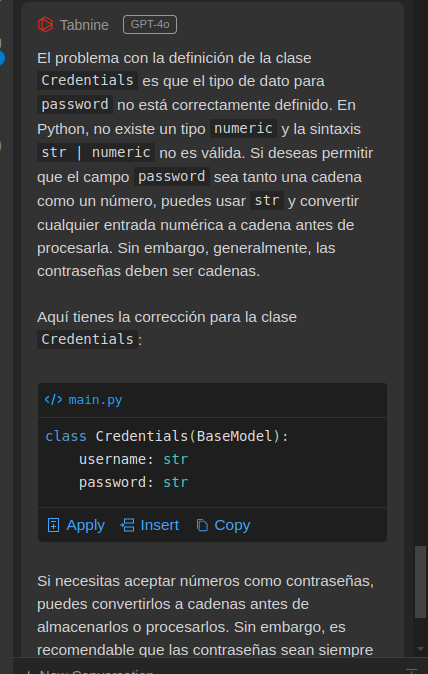 Tabnine GPT-4o
El problema con la definición de la clase
Credentials es que el tipo de dato para
password no está correctamente definido. En
Python, no existe un tipo numeric y la sintaxis
str | numeric no es válida. Si deseas permitir
que el campo password sea tanto una cadena
como un número, puedes usar str y convertir
cualquier entrada numérica a cadena antes de
procesarla. Sin embargo, generalmente, las
contraseñas deben ser cadenas.
Aquí tienes la corrección para la clase
Credentials:
</> main.py
class Credentials(BaseModel):
    username: str
    password: str
Apply Insert Copy
Si necesitas aceptar números como contraseñas,
puedes convertirlos a cadenas antes de
almacenarlos o procesarlos. Sin embargo, es
recomendable que las contraseñas sean siempre
+ New Conversation